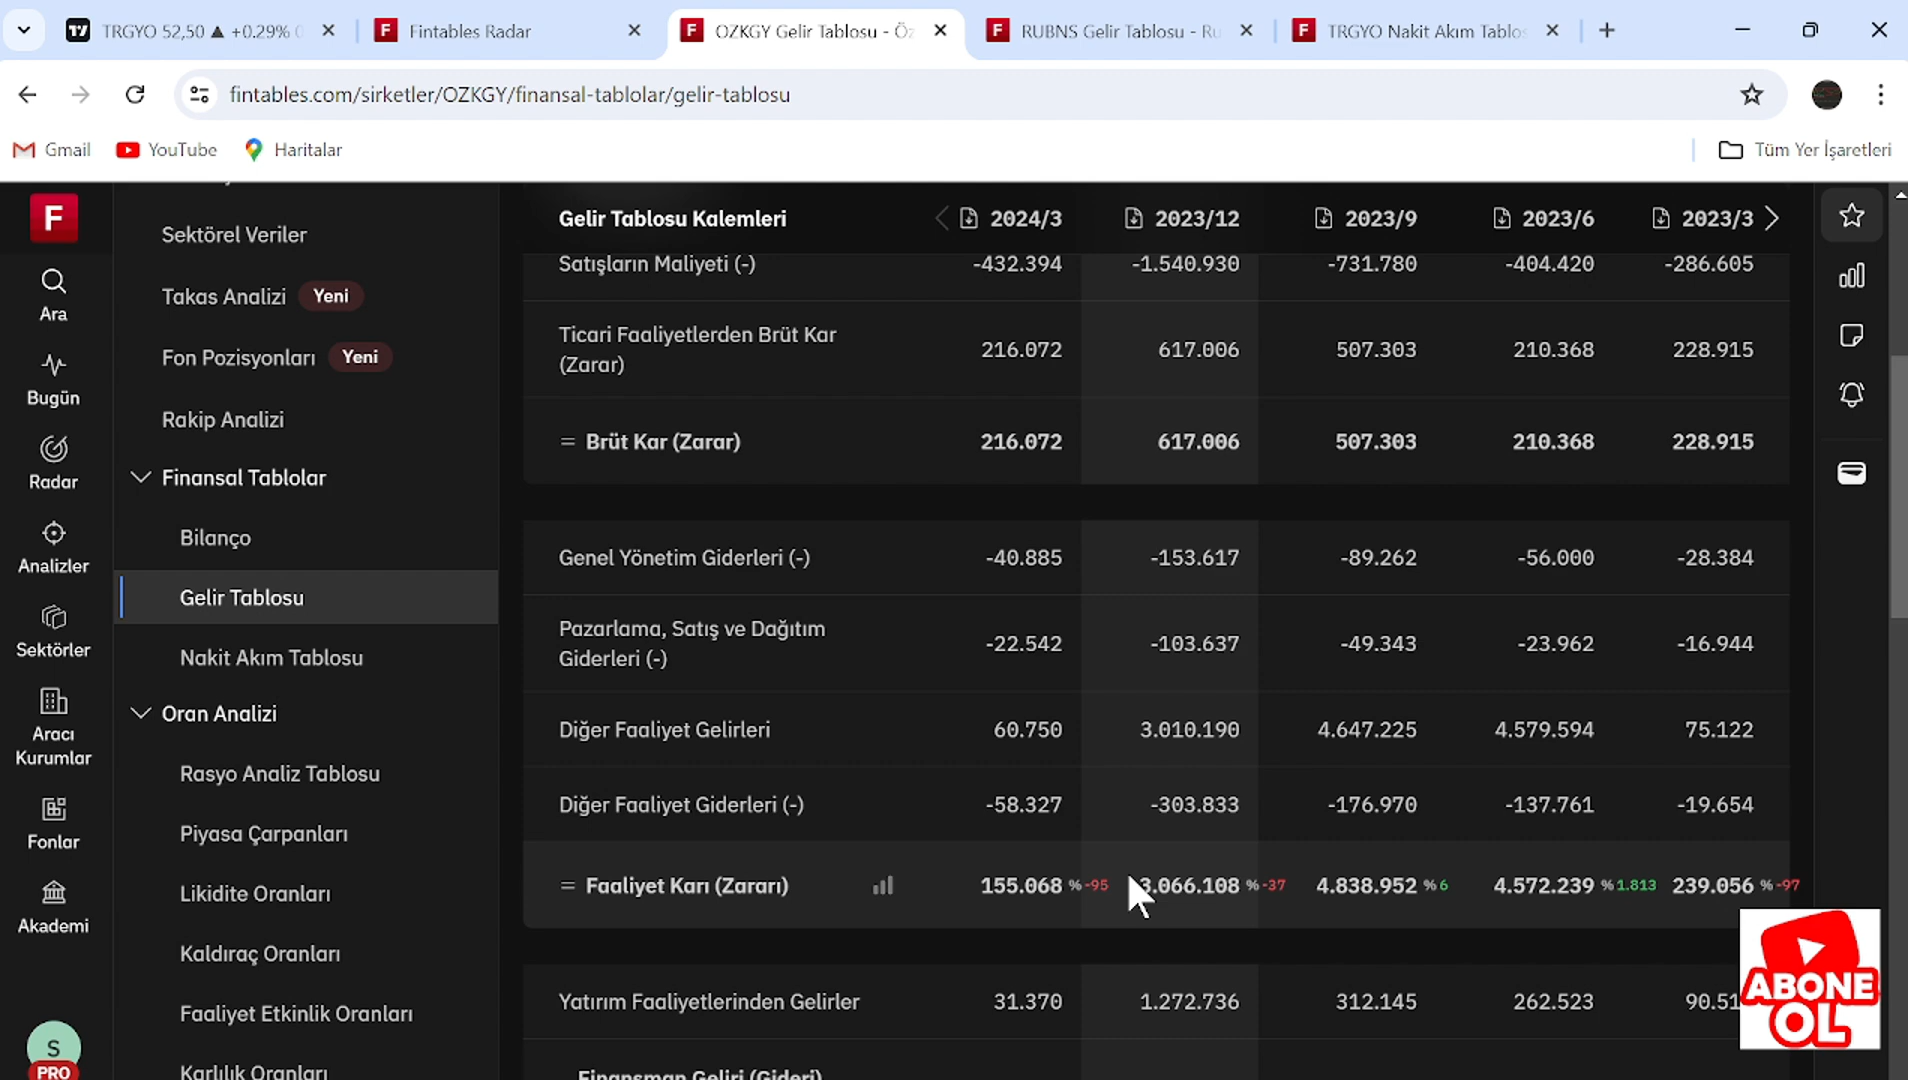 TRGYO 52,50 ▲ +0.29%
Fintables Radar
OZKGY Gelir Tablosu - Öz
RUBNS Gelir Tablosu - Ru
TRGYO Nakit Akım Tablos
fintables.com/sirketler/OZKGY/finansal-tablolar/gelir-tablosu
Gmail
YouTube
Haritalar
Tüm Yer İşaretleri
F
Ara
Bugün
Radar
Analizler
Sektörler
Aracı
Kurumlar
Fonlar
Akademi
S
PRO
Sektörel Veriler
Takas Analizi Yeni
Fon Pozisyonları Yeni
Rakip Analizi
Finansal Tablolar
Bilanço
Gelir Tablosu
Nakit Akım Tablosu
Oran Analizi
Rasyo Analiz Tablosu
Piyasa Çarpanları
Likidite Oranları
Kaldıraç Oranları
Faaliyet Etkinlik Oranları
Karlılık Oranları
Gelir Tablosu Kalemleri 2024/3 2023/12 2023/9 2023/6 2023/3
Satışların Maliyeti (-) -432.394 -1.540.930 -731.780 -404.420 -286.605
Ticari Faaliyetlerden Brüt Kar
(Zarar) 216.072 617.006 507.303 210.368 228.915
= Brüt Kar (Zarar) 216.072 617.006 507.303 210.368 228.915
Genel Yönetim Giderleri (-) -40.885 -153.617 -89.262 -56.000 -28.384
Pazarlama, Satış ve Dağıtım
Giderleri (-) -22.542 -103.637 -49.343 -23.962 -16.944
Diğer Faaliyet Gelirleri 60.750 3.010.190 4.647.225 4.579.594 75.122
Diğer Faaliyet Giderleri (-) -58.327 -303.833 -176.970 -137.761 -19.654
= Faaliyet Karı (Zararı) 155.068 %-95 3.066.108 %-37 4.838.952 %6 4.572.239 %1.813 239.056 %-97
Yatırım Faaliyetlerinden Gelirler 31.370 1.272.736 312.145 262.523 90.51
Finansman Geliri (Gideri)
ABONE
OL